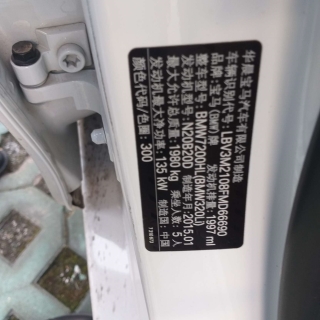 华晨宝马汽车有限公司制造
车辆识别代号: LBV3M2108FMD66690
品牌: 宝马(BMW)牌 发动机排量: 1997 ml
整车型号: BMW7200HL(BMW320Li)
发动机型号: N20B20D 制造年月: 2015.01
最大允许总质量: 1980 kg 乘坐人数: 5 人
发动机最大净功率: 135 kW 制造国: 中国
颜色色号: 300